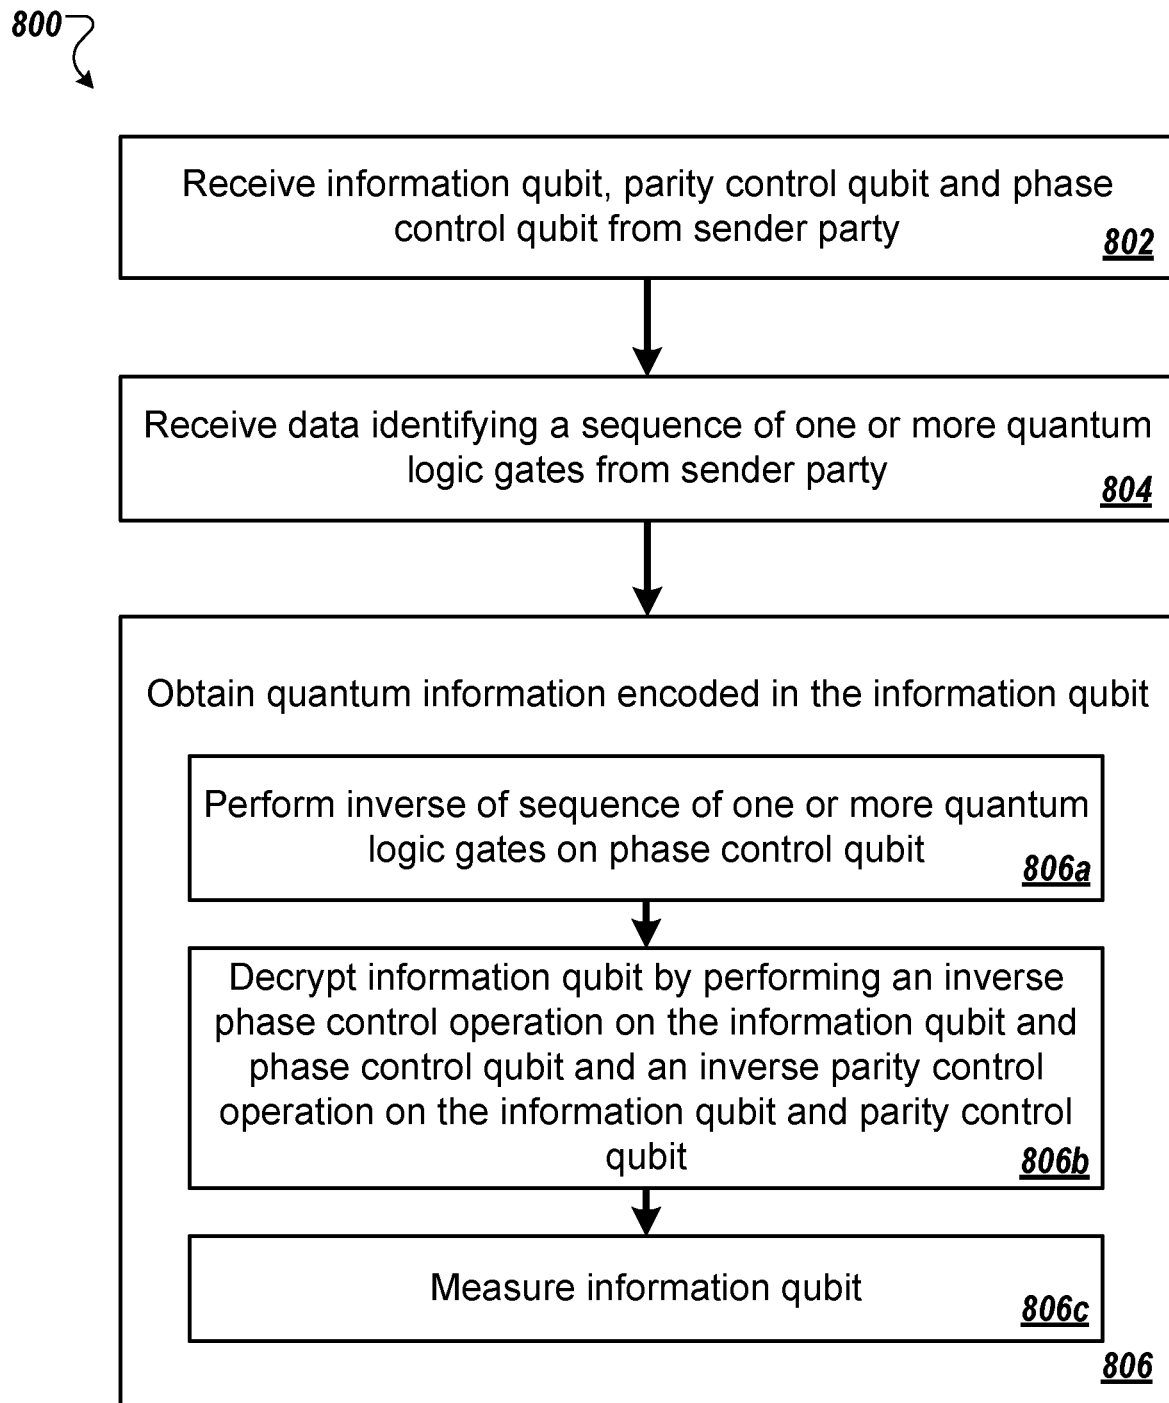 800
Receive information qubit, parity control qubit and phase
control qubit from sender party
802
Receive data identifying a sequence of one or more quantum
logic gates from sender party
804
Obtain quantum information encoded in the information qubit
Perform inverse of sequence of one or more quantum
logic gates on phase control qubit
806a
Decrypt information qubit by performing an inverse
phase control operation on the information qubit and
phase control qubit and an inverse parity control
operation on the information qubit and parity control
qubit
806b
Measure information qubit
806c
806